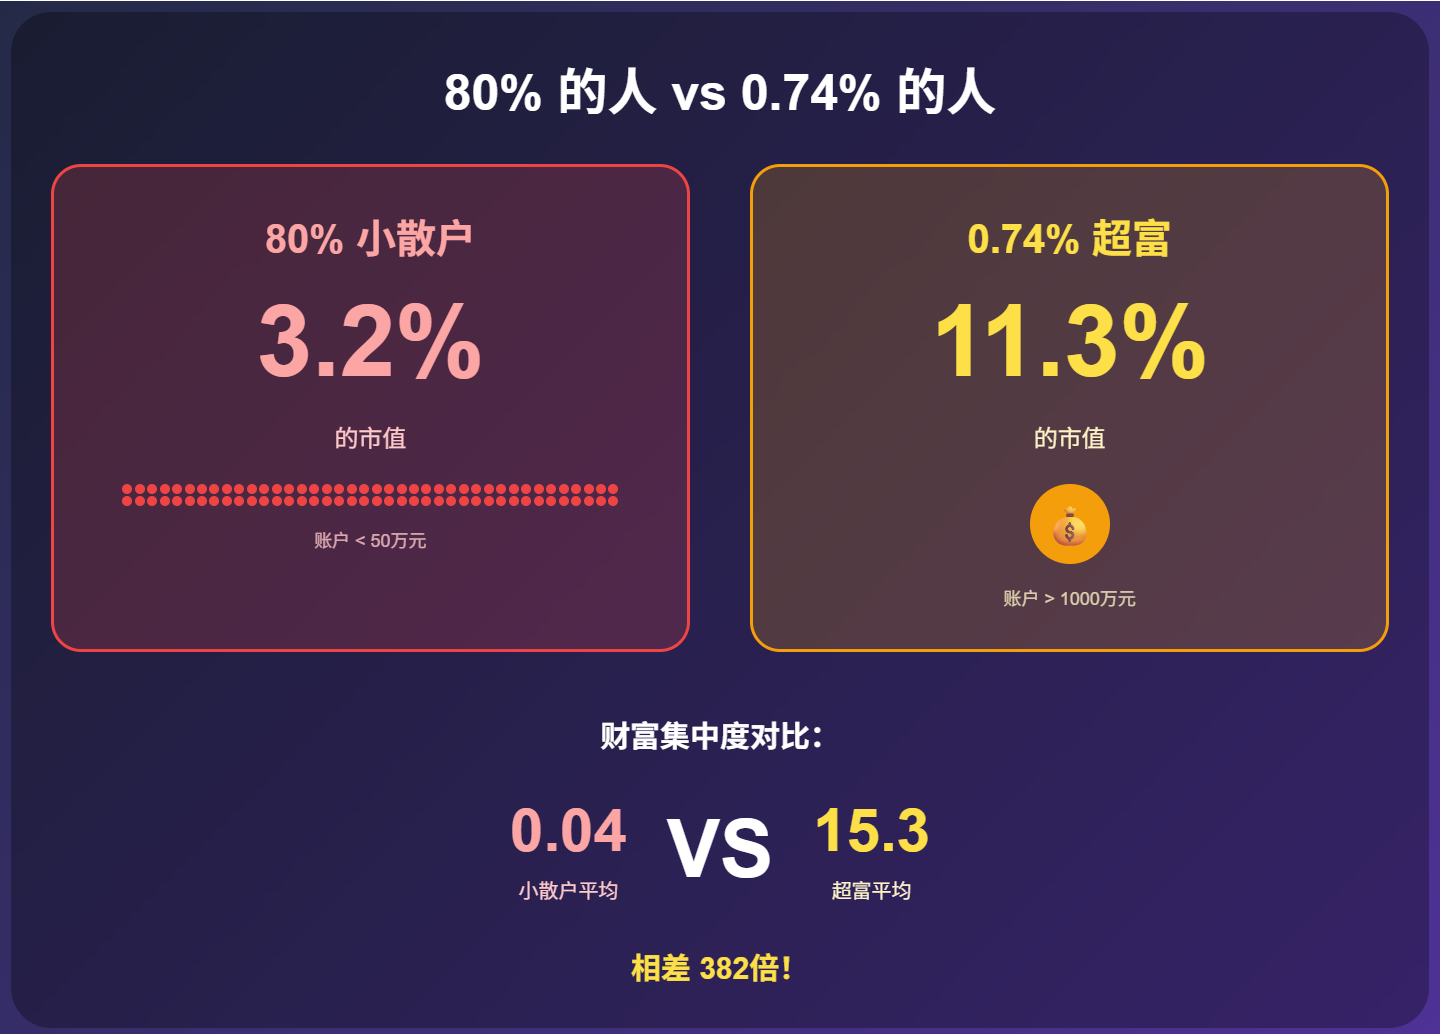 80% 的人 vs 0.74% 的人
80% 小散户
3.2%
的市值
账户 < 50万元
0.74% 超富
11.3%
的市值
$
账户 > 1000万元
财富集中度对比：
0.04
小散户平均
VS
15.3
超富平均
相差 382倍！